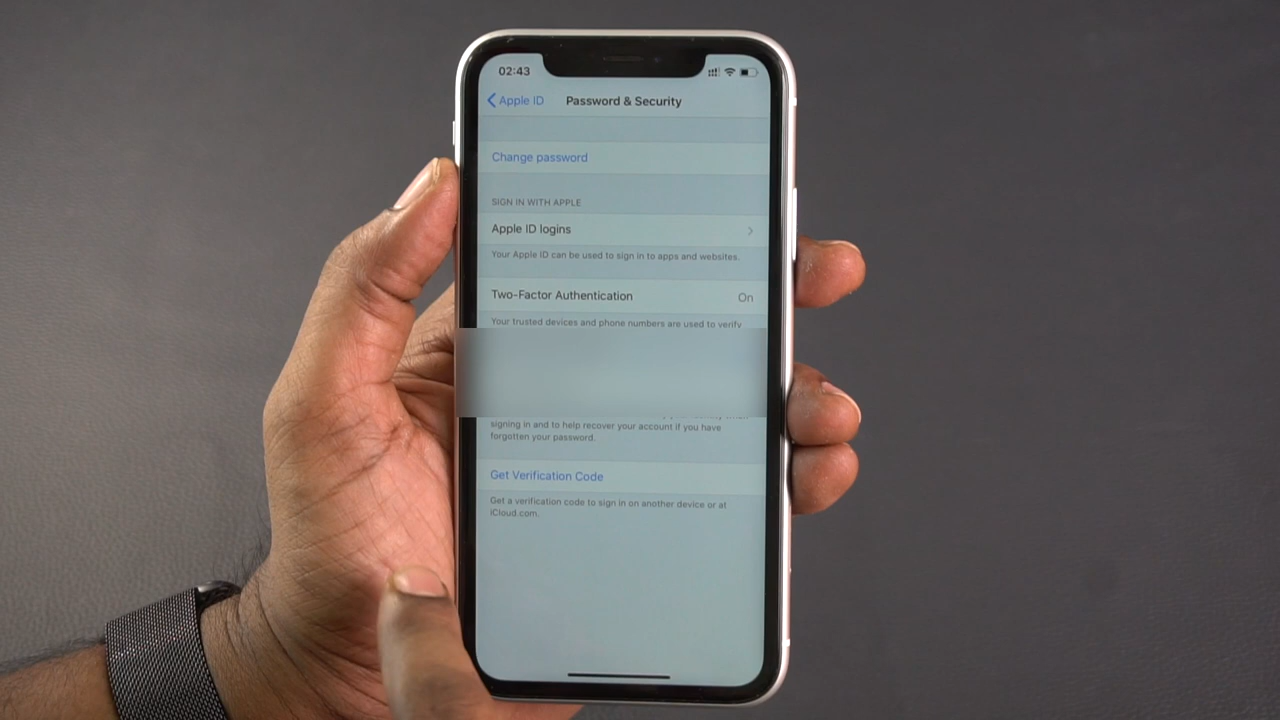 02:43
Apple ID Password & Security
Change password
SIGN IN WITH APPLE
Apple ID logins
Your Apple ID can be used to sign in to apps and websites.
Two-Factor Authentication On
Your trusted devices and phone numbers are used to verify
signing in and to help recover your account if you have
forgotten your password.
Get Verification Code
Get a verification code to sign in on another device or at
iCloud.com.